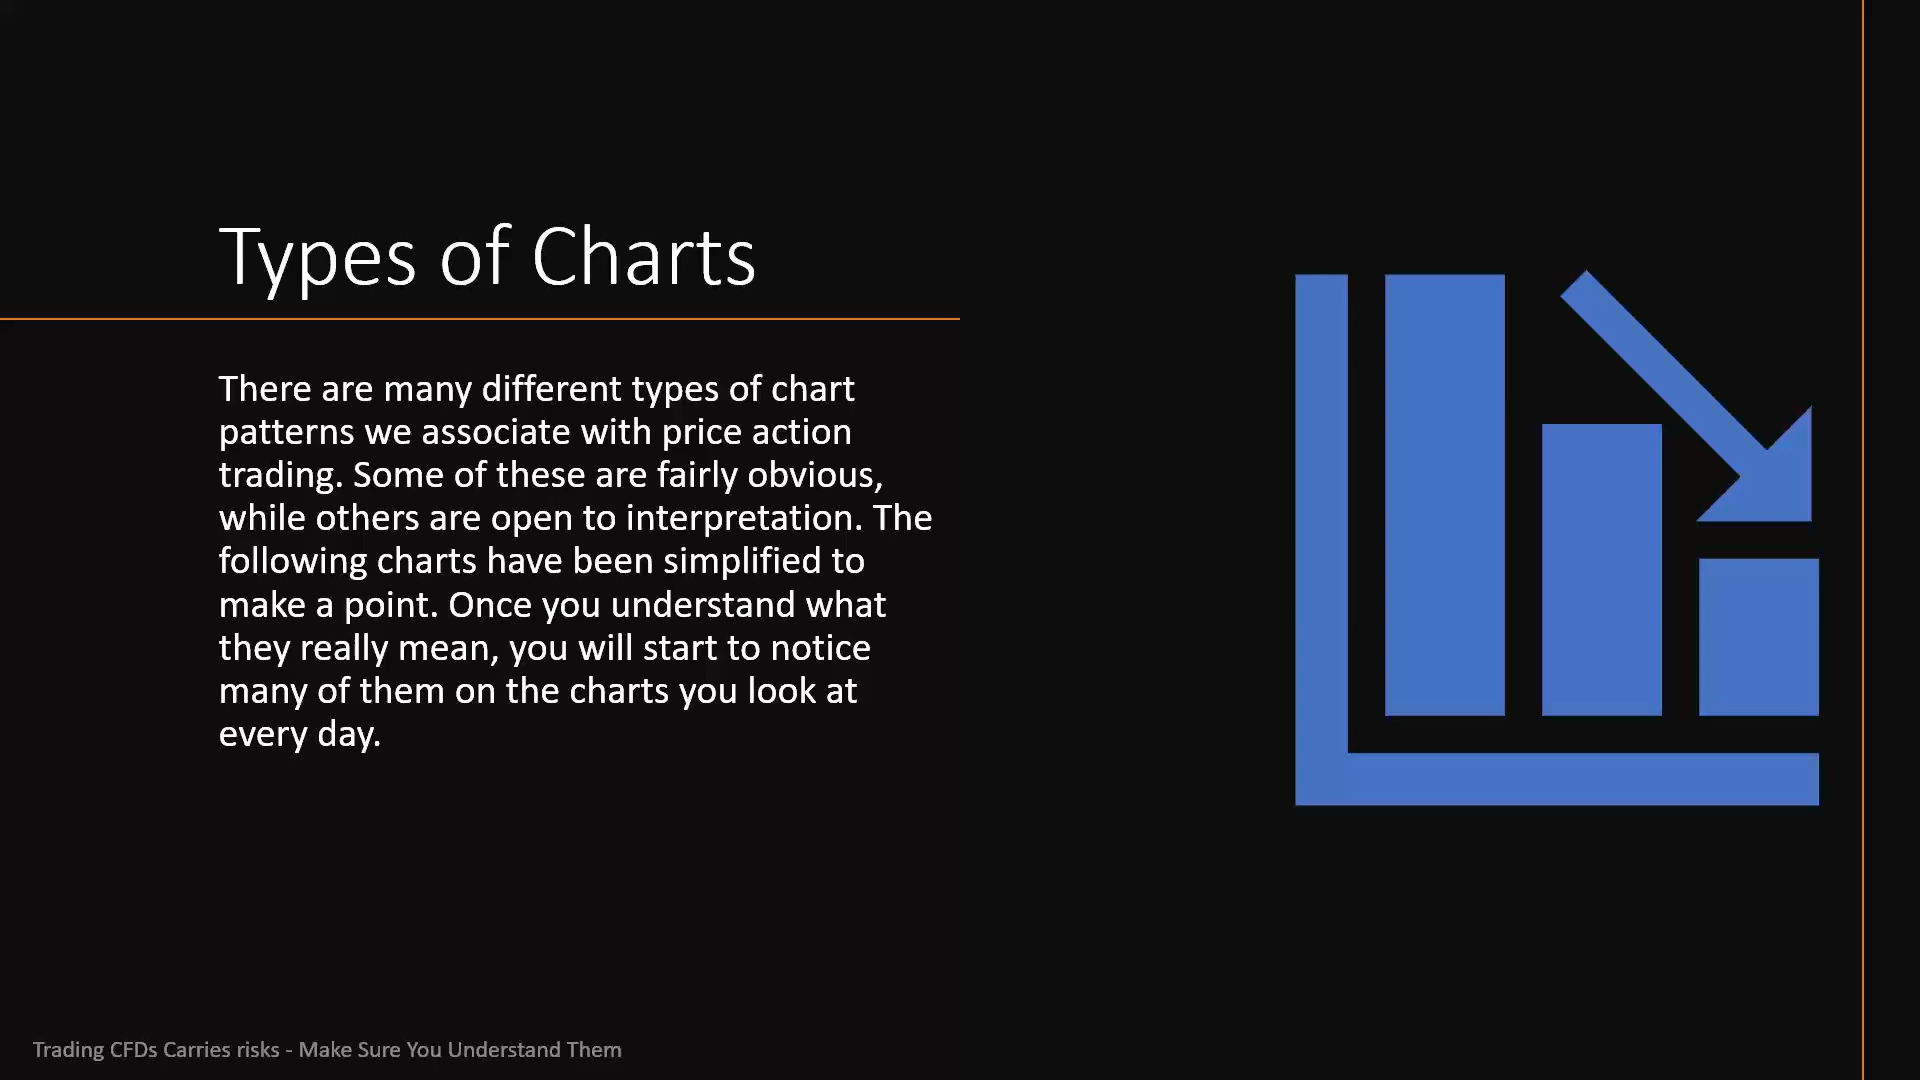 Types of Charts
There are many different types of chart
patterns we associate with price action
trading. Some of these are fairly obvious,
while others are open to interpretation. The
following charts have been simplified to
make a point. Once you understand what
they really mean, you will start to notice
many of them on the charts you look at
every day.
Trading CFDs Carries risks - Make Sure You Understand Them